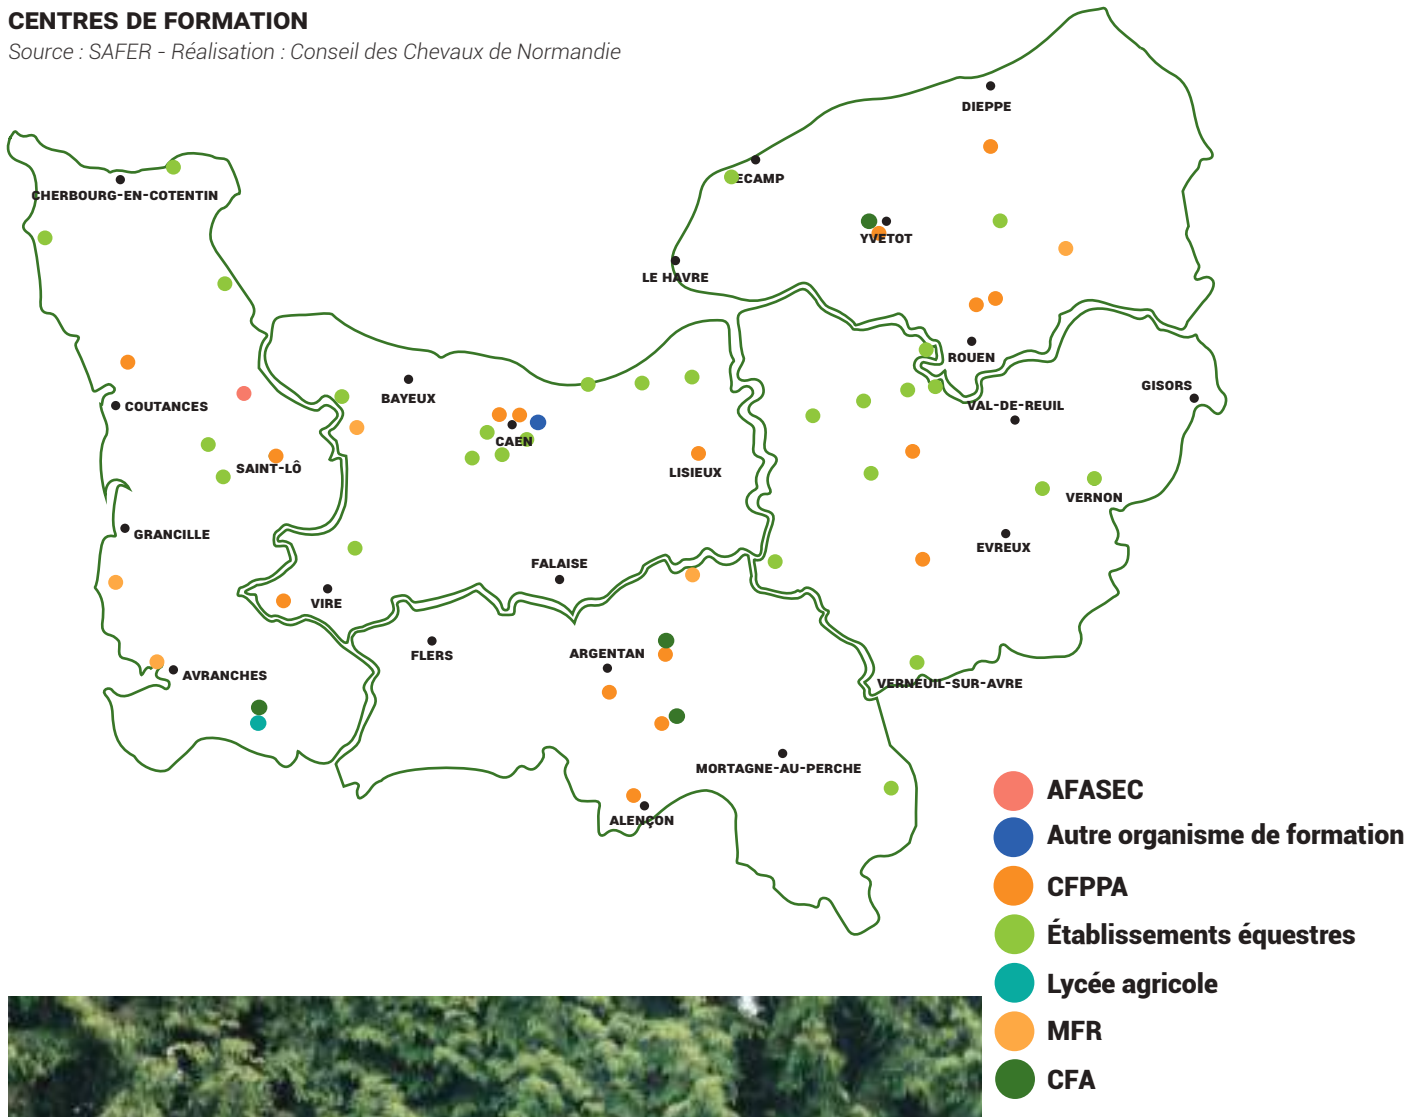 CENTRES DE FORMATION
Source : SAFER - Réalisation : Conseil des Chevaux de Normandie
DIEPPE
ECAMP
CHERBOURG-EN-COTENTIN
YVETOT
LE HAVRE
ROUEN
GISORS
BAYEUX
COUTANCES
VAL-DE-REUIL
CAEN
SAINT-LÔ
LISIEUX
VERNON
GRANCILLE
EVREUX
FALAISE
VIRE
FLERS
ARGENTAN
AVRANCHES
VERNEUIL-SUR-AVRE
MORTAGNE-AU-PERCHE
ALENÇON
AFASEC
Autre organisme de formation
CFPPA
Établissements équestres
Lycée agricole
MFR
CFA